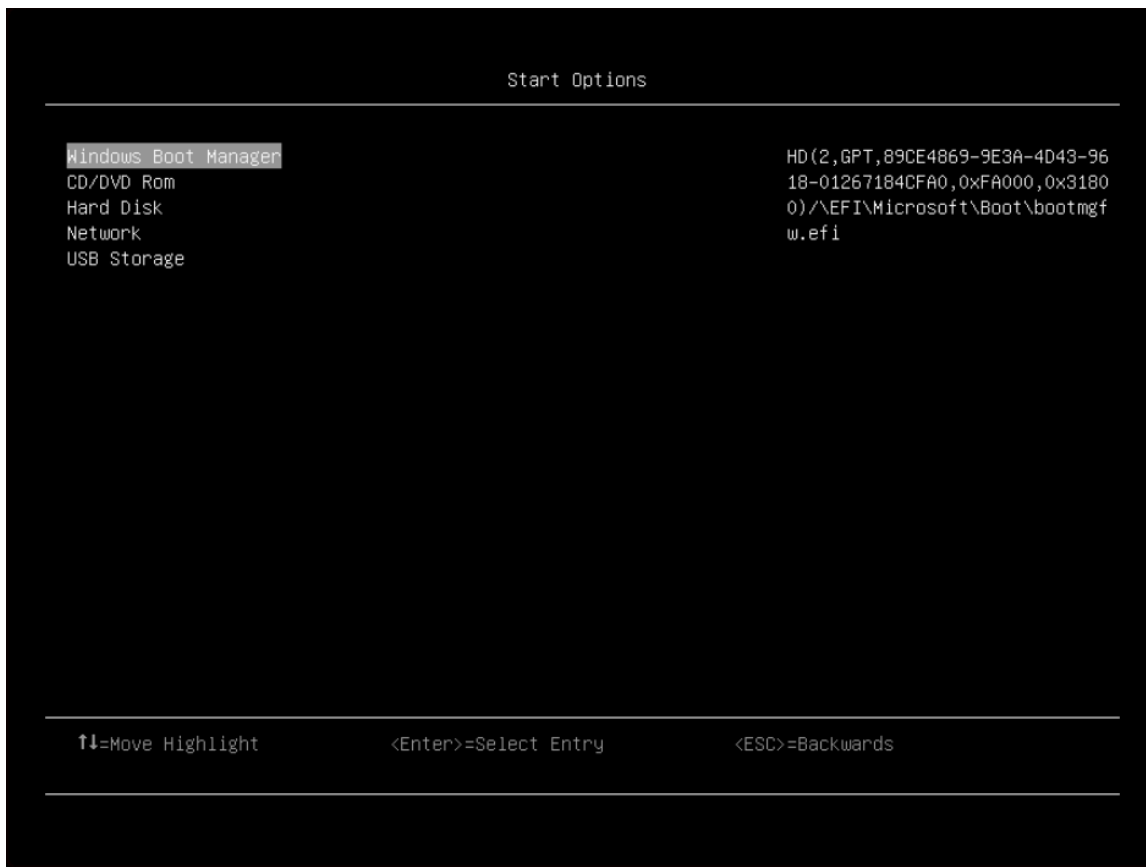 Start Options
Windows Boot Manager
CD/DVD Rom
Hard Disk
Network
USB Storage
HD(2,GPT,89CE4869-9E3A-4D43-96
18-01267184CFA0,0xFA000,0x3180
0)/\EFI\Microsoft\Boot\bootmgf
w.efi
↑↓=Move Highlight
<Enter>=Select Entry
<ESC>=Backwards